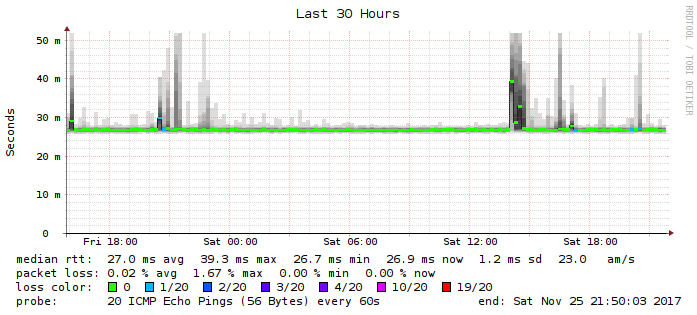 Last 30 Hours
RRDTOOL / TOBI OETIKER
Seconds
50 m
40 m
30 m
20 m
10 m
0
Fri 18:00 Sat 00:00 Sat 06:00 Sat 12:00 Sat 18:00
median rtt: 27.0 ms avg 39.3 ms max 26.7 ms min 26.9 ms now 1.2 ms sd 23.0 am/s
packet loss: 0.02 % avg 1.67 % max 0.00 % min 0.00 % now
loss color: 0 1/20 2/20 3/20 4/20 10/20 19/20
probe: 20 ICMP Echo Pings (56 Bytes) every 60s end: Sat Nov 25 21:50:03 2017